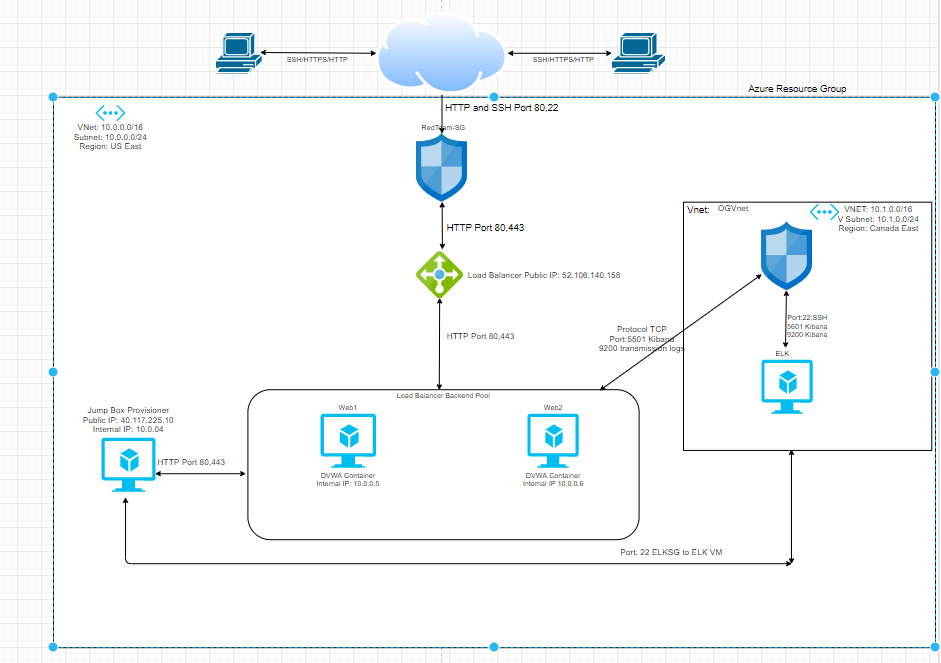 SSH/HTTPS/HTTP
SSH/HTTPS/HTTP
Azure Resource Group
HTTP and SSH Port 80,22
VNet: 10.0.0.0/16
Subnet: 10.0.0.0/24
Region: US East
RedTeam-SG
HTTP Port 80,443
Vnet: OGVnet
VNET: 10.1.0.0/16
V Subnet: 10.1.0.0/24
Region: Canada East
Load Balancer Public IP: 52.106.140.158
HTTP Port 80,443
Protocol TCP
Port:5501 Kibana
9200 transmission logs
Port:22:SSH
5601 Kibana
9200 Kibana
ELK
Load Balancer Backend Pool
Web1
Web2
Jump Box Provisioner
Public IP: 40.117.225.10
Internal IP: 10.0.04
HTTP Port 80,443
DVWA Container
Internal IP: 10.0.0.5
DVWA Container
Internal IP 10.0.0.6
Port: 22 ELKSG to ELK VM